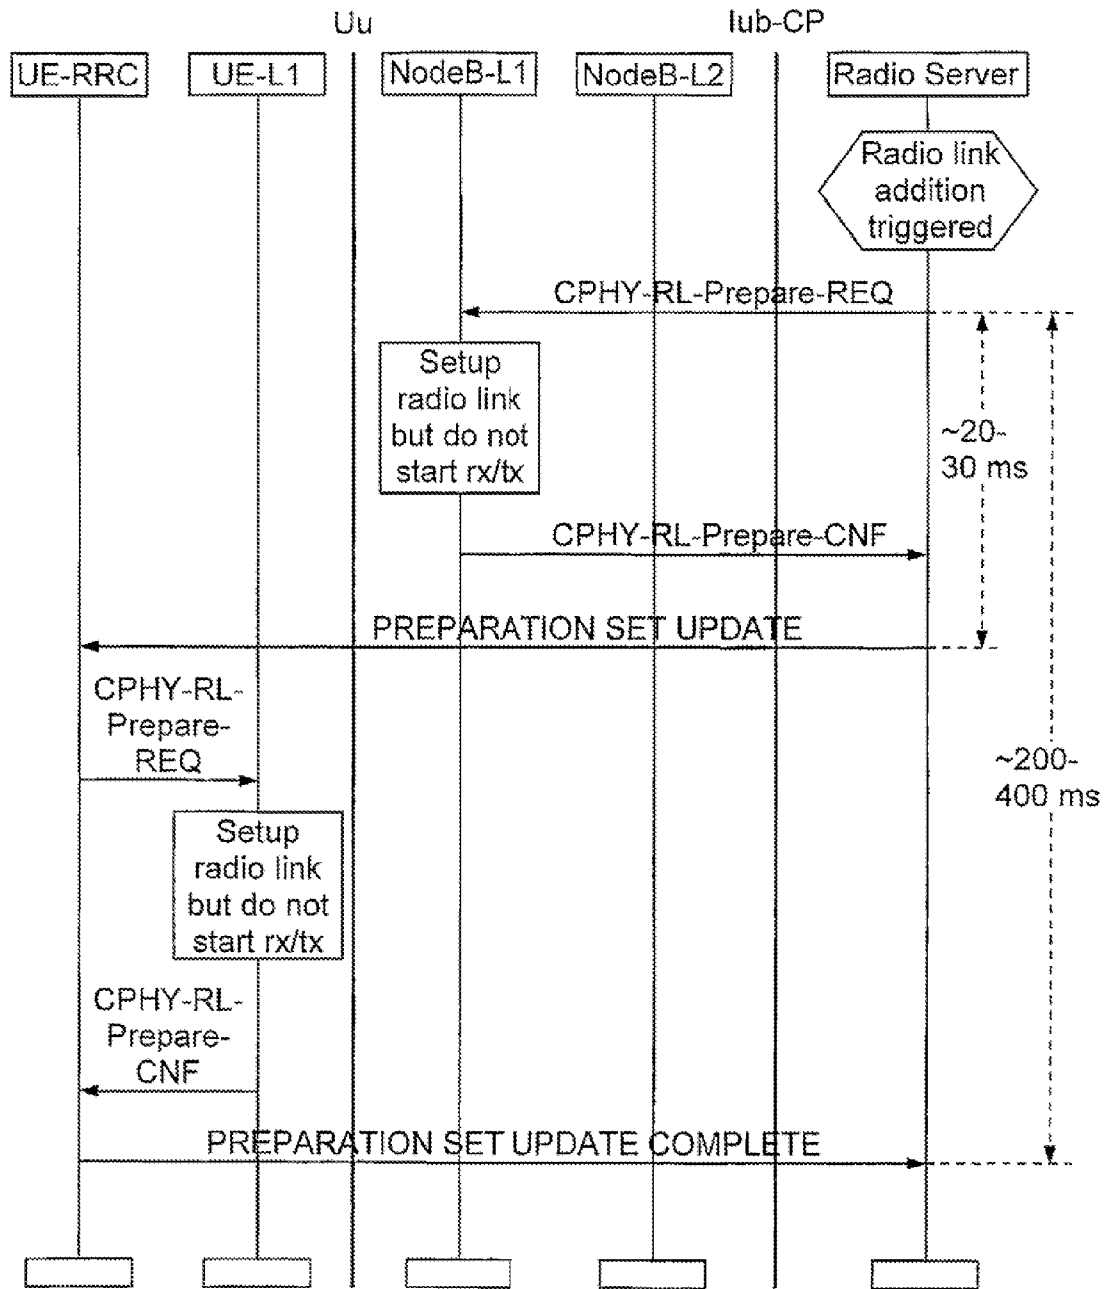 Uu
Iub-CP
UE-RRC
UE-L1
NodeB-L1
NodeB-L2
Radio Server
Radio link
addition
triggered
CPHY-RL-Prepare-REQ
Setup
radio link
but do not
start rx/tx
~20-
30 ms
CPHY-RL-Prepare-CNF
PREPARATION SET UPDATE
CPHY-RL-
Prepare-
REQ
~200-
400 ms
Setup
radio link
but do not
start rx/tx
CPHY-RL-
Prepare-
CNF
PREPARATION SET UPDATE COMPLETE